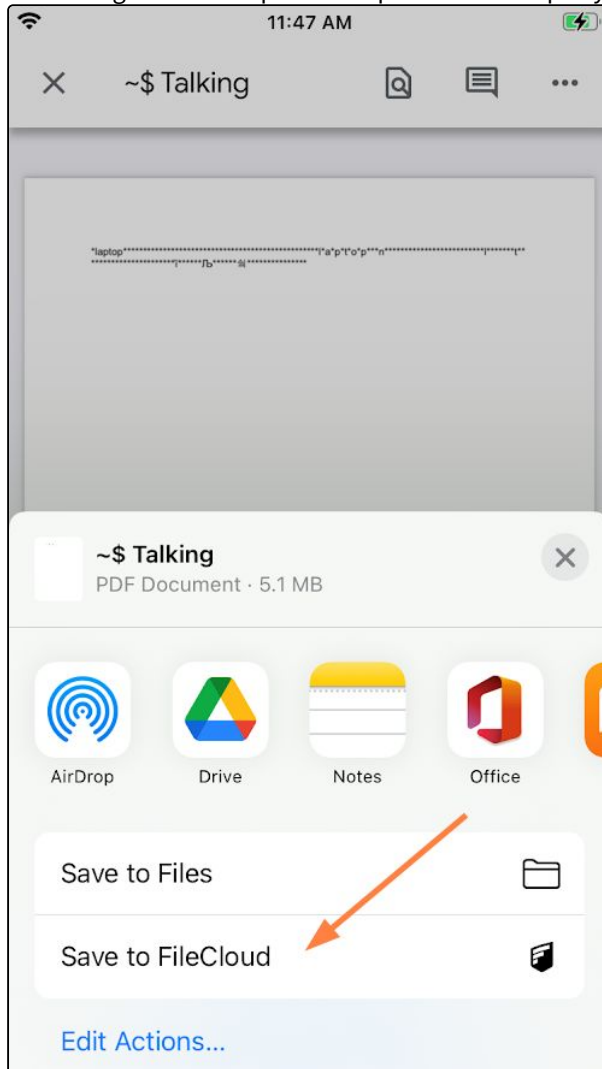 11:47 AM
~$ Talking
~$ Talking
PDF Document · 5.1 MB
AirDrop
Drive
Notes
Office
Save to Files
Save to FileCloud
Edit Actions...